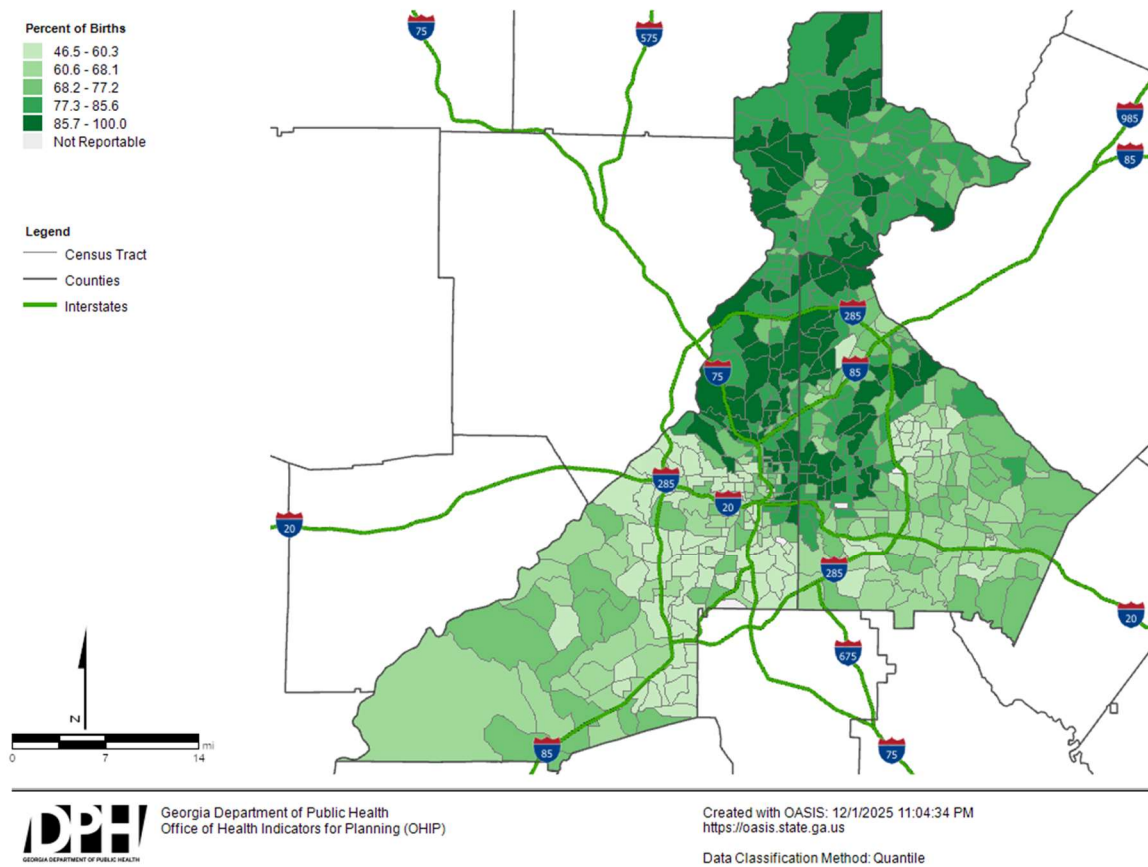 Percent of Births
46.5 - 60.3
60.6 - 68.1
68.2 - 77.2
77.3 - 85.6
85.7 - 100.0
Not Reportable
Legend
Census Tract
Counties
Interstates
75
575
985
85
285
75
85
285
20
20
285
20
675
85
75
N
0 7 14 mi
DPH
GEORGIA DEPARTMENT OF PUBLIC HEALTH
Georgia Department of Public Health
Office of Health Indicators for Planning (OHIP)
Created with OASIS: 12/1/2025 11:04:34 PM
https://oasis.state.ga.us
Data Classification Method: Quantile